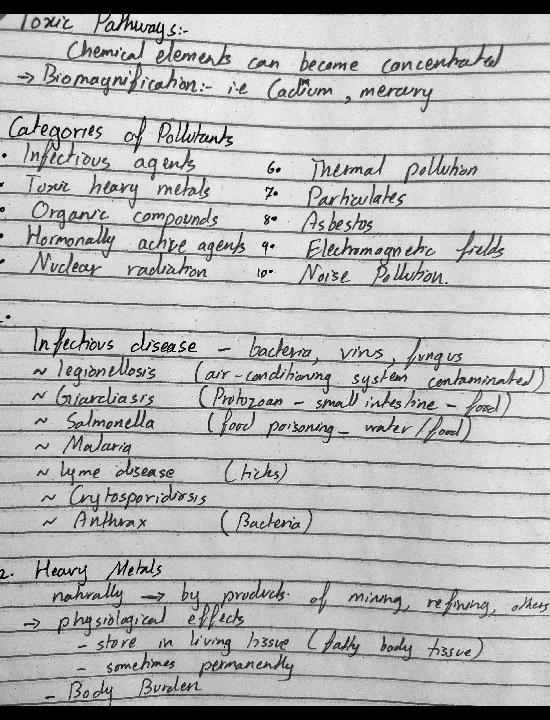 Toxic Pathways:-
Chemical elements can become concentrated
→ Biomagnification:- i.e Cadium, mercury
Categories of Pollutants
• Infectious agents 6. Thermal pollution
• Toxic heavy metals 7. Particulates
• Organic compounds 8. Asbestos
• Hormonally active agents 9. Electromagnetic fields
• Nuclear radiation 10. Noise Pollution.
Infectious disease - bacteria, virus, fungus
~ legionellosis (air-conditioning system contaminated)
~ Giardiasis (Protozoan - small intestine - food)
~ Salmonella (food poisoning - water/food)
~ Malaria
~ Lyme disease (ticks)
~ Crytosporidiosis
~ Anthrax (Bacteria)
2. Heavy Metals
naturally → by products of mining, refining, others
→ physiological effects
- store in living tissue (fatty body tissue)
- sometimes permanently
- Body Burden